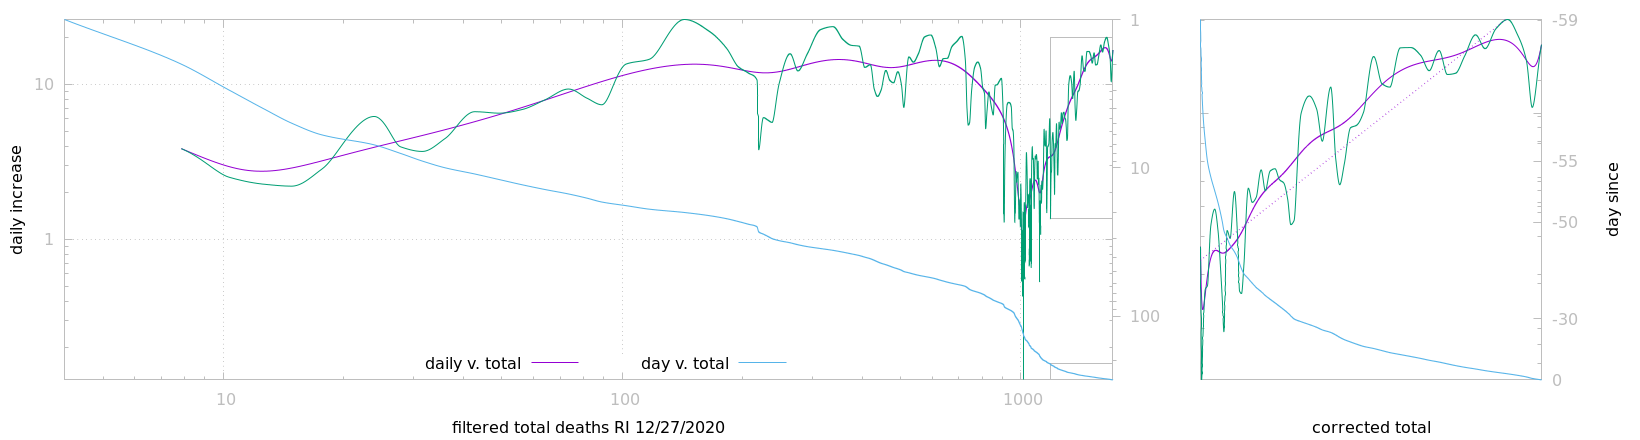 daily increase
10
1
10
100
1000
1
10
100
daily v. total
day v. total
filtered total deaths RI 12/27/2020
-59
-55
-50
-30
0
day since
corrected total